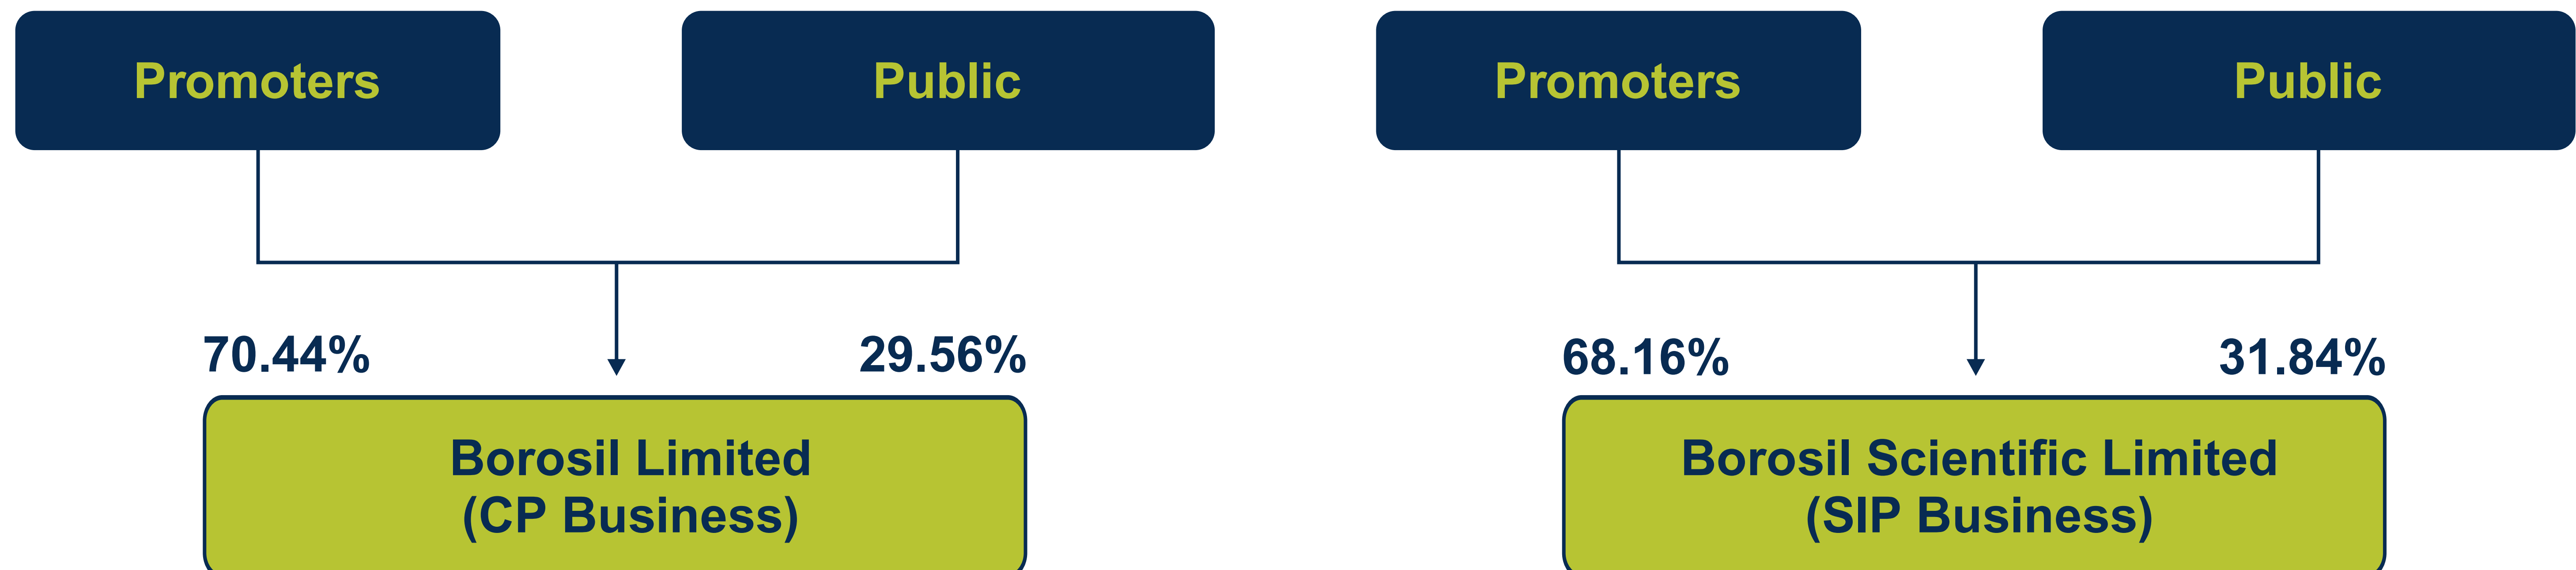 Promoters
Public
Promoters
Public
70.44%
29.56%
68.16%
31.84%
Borosil Limited
(CP Business)
Borosil Scientific Limited
(SIP Business)